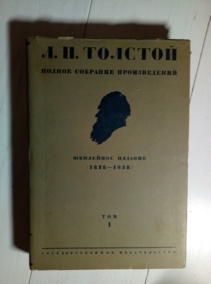 Л. Н. ТОЛСТОЙ
ПОЛНОЕ СОБРАНИЕ ПРОИЗВЕДЕНИЙ
ЮБИЛЕЙНОЕ ИЗДАНИЕ
(1828—1928)
ТОМ
1
ГОСУДАРСТВЕННОЕ ИЗДАТЕЛЬСТВО